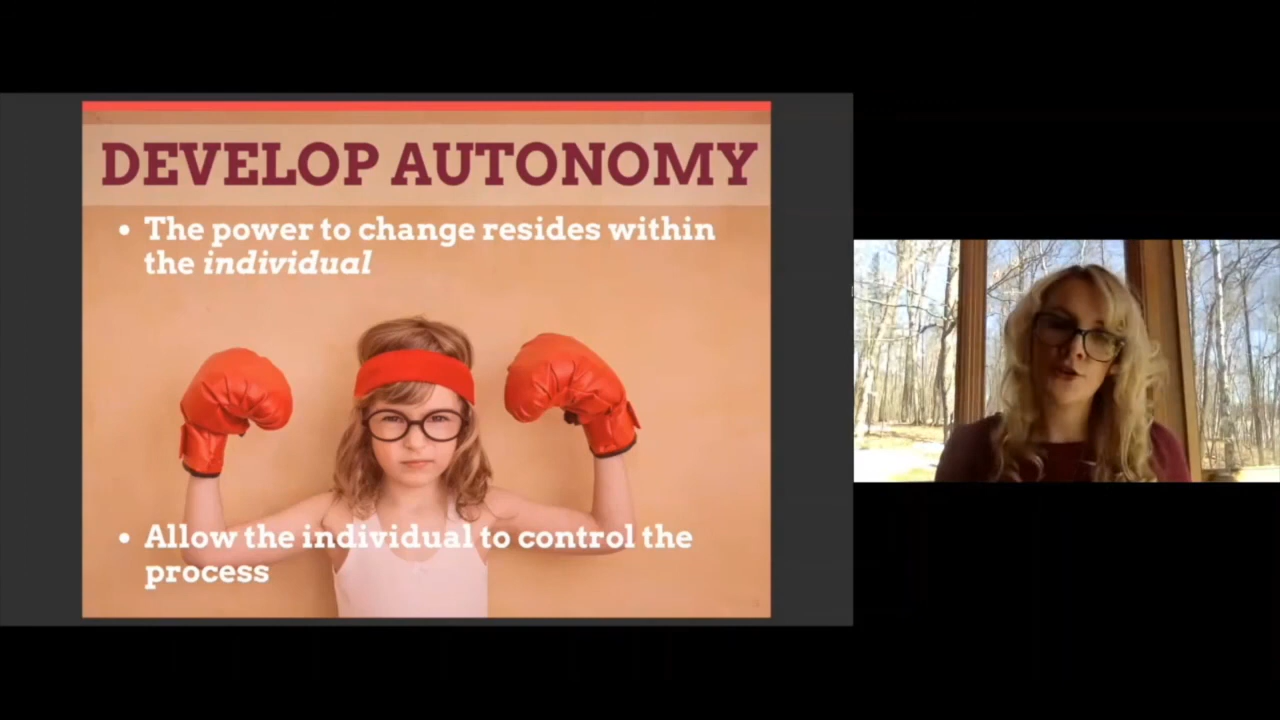 DEVELOP AUTONOMY
• The power to change resides within
the individual
• Allow the individual to control the
process